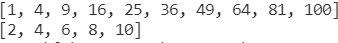 [1, 4, 9, 16, 25, 36, 49, 64, 81, 100]
[2, 4, 6, 8, 10]